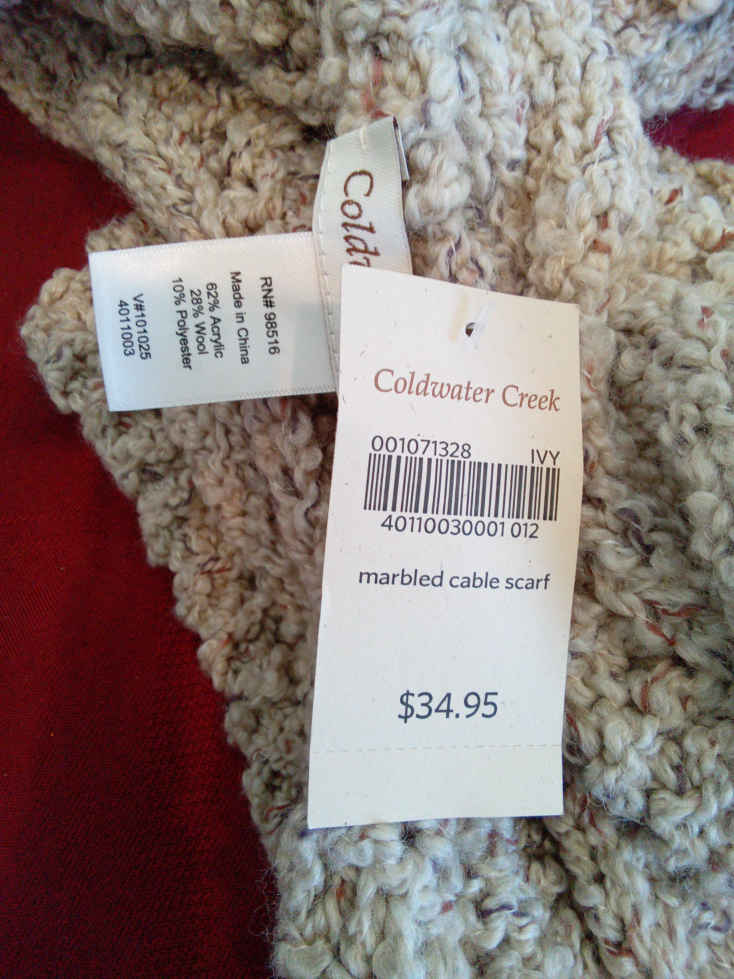 Cold
RN# 98516
Made in China
62% Acrylic
28% Wool
10% Polyester
V#101025
4011003
Coldwater Creek
001071328 IVY
40110030001 012
marbled cable scarf
$34.95